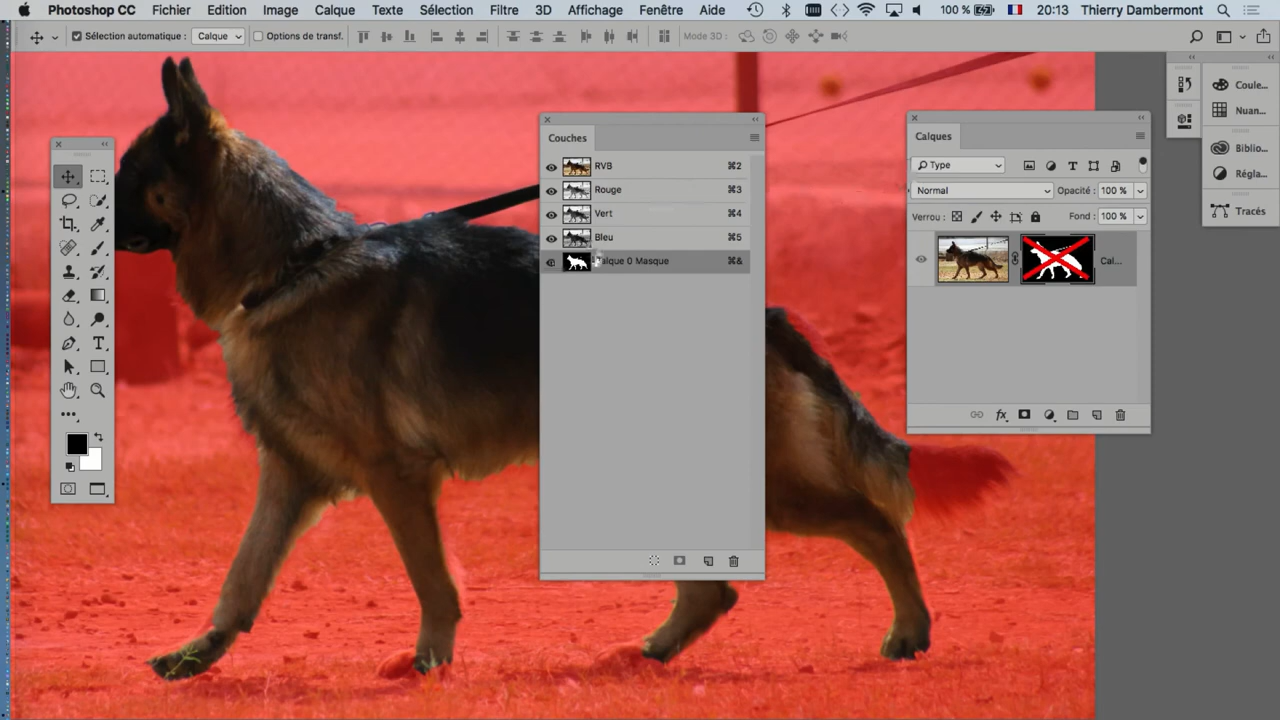 Photoshop CC Fichier Edition Image Calque Texte Sélection Filtre 3D Affichage Fenêtre Aide 100 % 20:13 Thierry Dambermont
Sélection automatique : Calque Options de transf. Mode 3D :
Couches
RVB ⌘2
Rouge ⌘3
Vert ⌘4
Bleu ⌘5
alque 0 Masque ⌘&
Calques
Type
Normal Opacité : 100 %
Verrou : Fond : 100 %
Cal...
Coule...
Nuan...
Biblio...
Régla...
Tracés